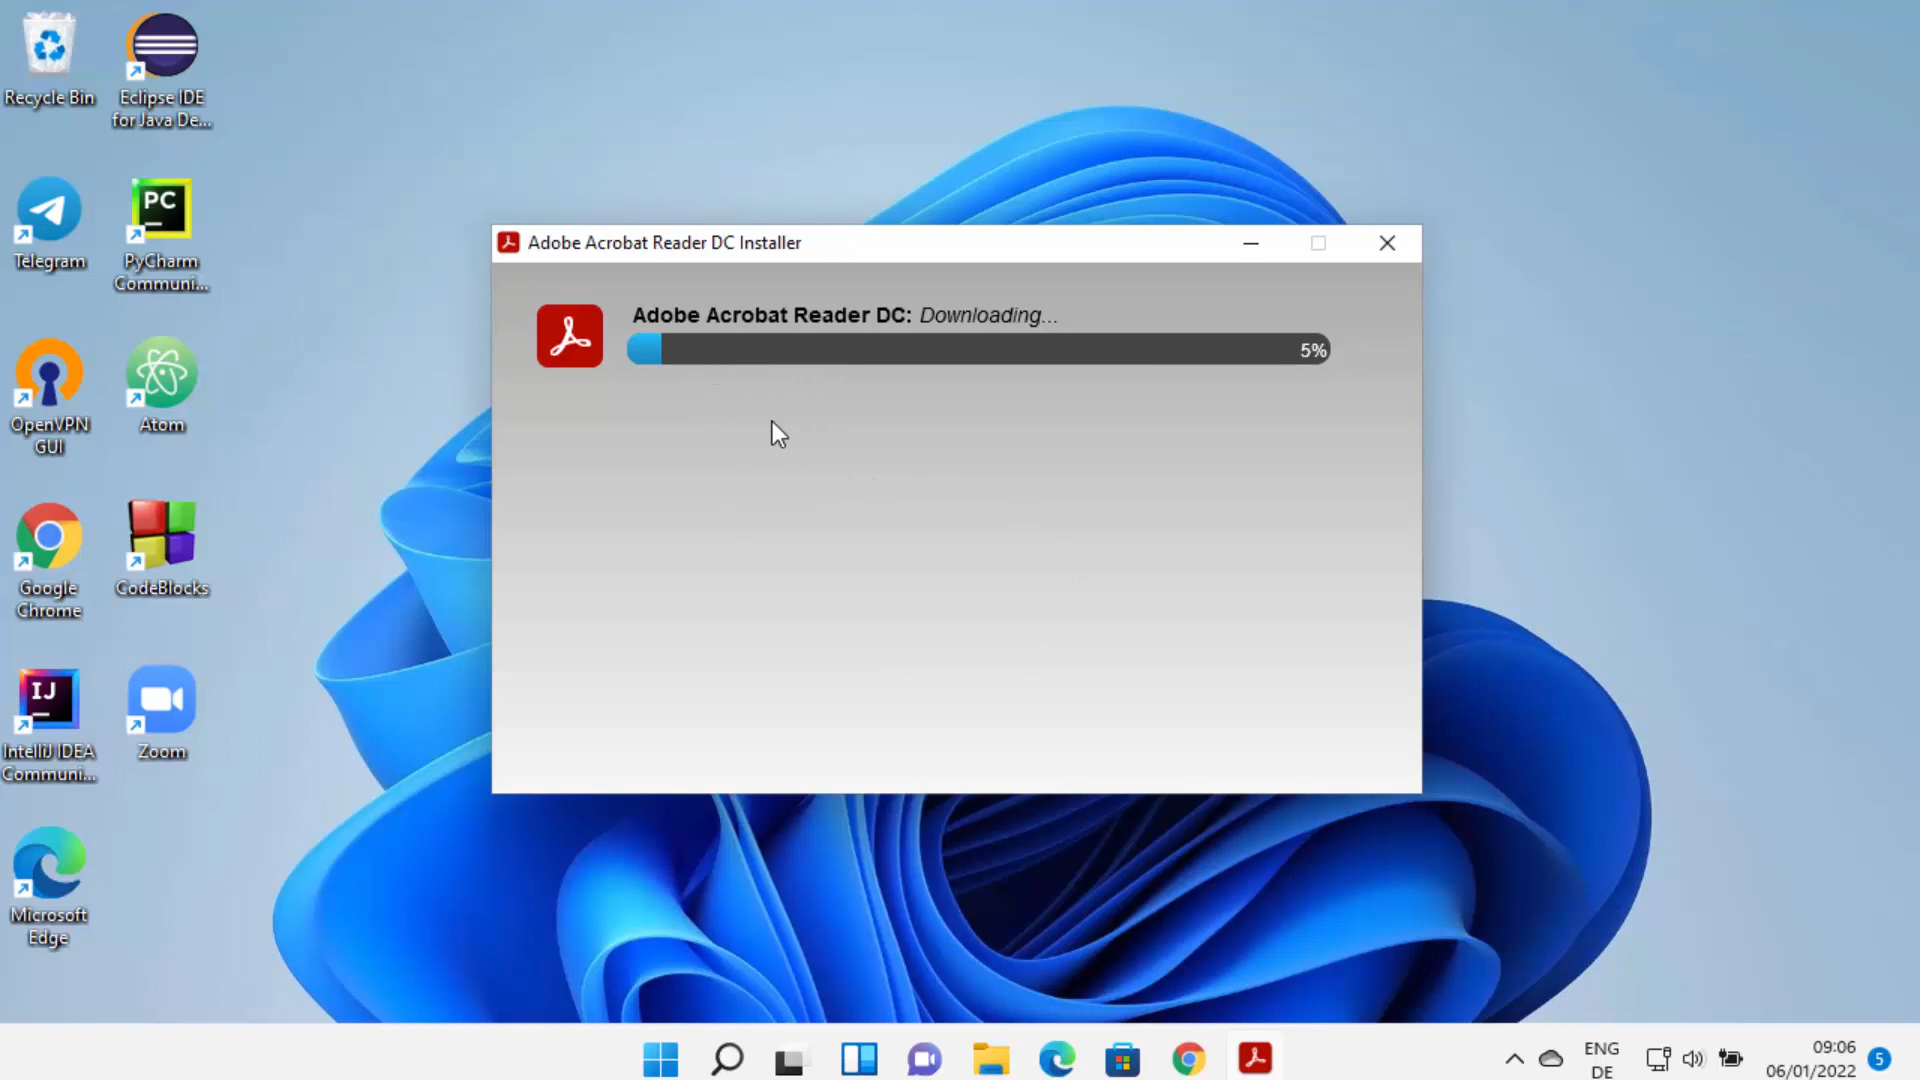 Recycle Bin
Eclipse IDE
for Java De...
Telegram
PC
PyCharm
Communi...
OpenVPN
GUI
Atom
Google
Chrome
CodeBlocks
IJ
IntelliJ IDEA
Communi...
Zoom
Microsoft
Edge
Adobe Acrobat Reader DC Installer
Adobe Acrobat Reader DC: Downloading...
5%
ENG
DE
09:06
06/01/2022
5